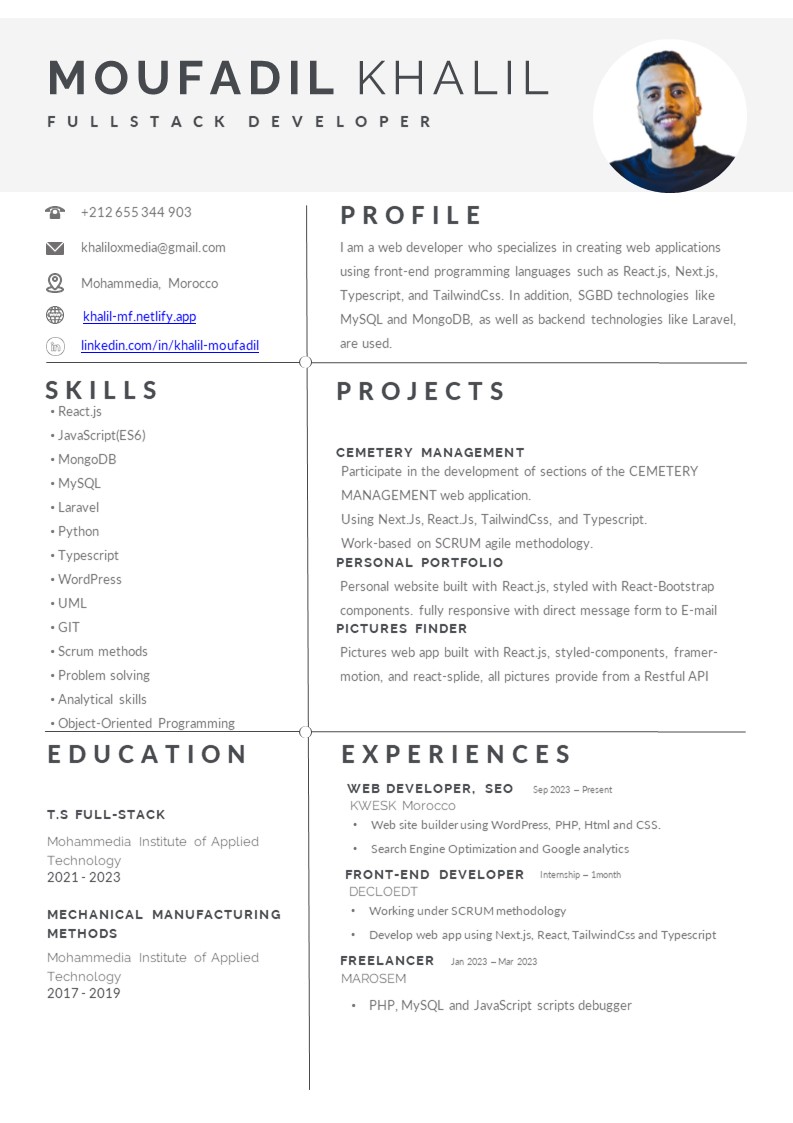 MOUFADIL KHALIL
FULLSTACK DEVELOPER
+212 655 344 903
khaliloxmedia@gmail.com
Mohammedia, Morocco
khalil-mf.netlify.app
linkedin.com/in/khalil-moufadil
PROFILE
I am a web developer who specializes in creating web applications
using front-end programming languages such as React.js, Next.js,
Typescript, and TailwindCss. In addition, SGBD technologies like
MySQL and MongoDB, as well as backend technologies like Laravel,
are used.
SKILLS
▪ React.js
▪ JavaScript(ES6)
▪ MongoDB
▪ MySQL
▪ Laravel
▪ Python
▪ Typescript
▪ WordPress
▪ UML
▪ GIT
▪ Scrum methods
▪ Problem solving
▪ Analytical skills
▪ Object-Oriented Programming
PROJECTS
CEMETERY MANAGEMENT
Participate in the development of sections of the CEMETERY
MANAGEMENT web application.
Using Next.Js, React.Js, TailwindCss, and Typescript.
Work-based on SCRUM agile methodology.
PERSONAL PORTFOLIO
Personal website built with React.js, styled with React-Bootstrap
components. fully responsive with direct message form to E-mail
PICTURES FINDER
Pictures web app built with React.js, styled-components, framer-
motion, and react-splide, all pictures provide from a Restful API
EDUCATION
T.S FULL-STACK
Mohammedia Institute of Applied
Technology
2021 - 2023
MECHANICAL MANUFACTURING
METHODS
Mohammedia Institute of Applied
Technology
2017 - 2019
EXPERIENCES
WEB DEVELOPER, SEO Sep 2023 – Present
KWESK Morocco
• Web site builder using WordPress, PHP, Html and CSS.
• Search Engine Optimization and Google analytics
FRONT-END DEVELOPER Internship – 1month
DECLOEDT
• Working under SCRUM methodology
• Develop web app using Next.js, React, TailwindCss and Typescript
FREELANCER Jan 2023 – Mar 2023
MAROSEM
• PHP, MySQL and JavaScript scripts debugger